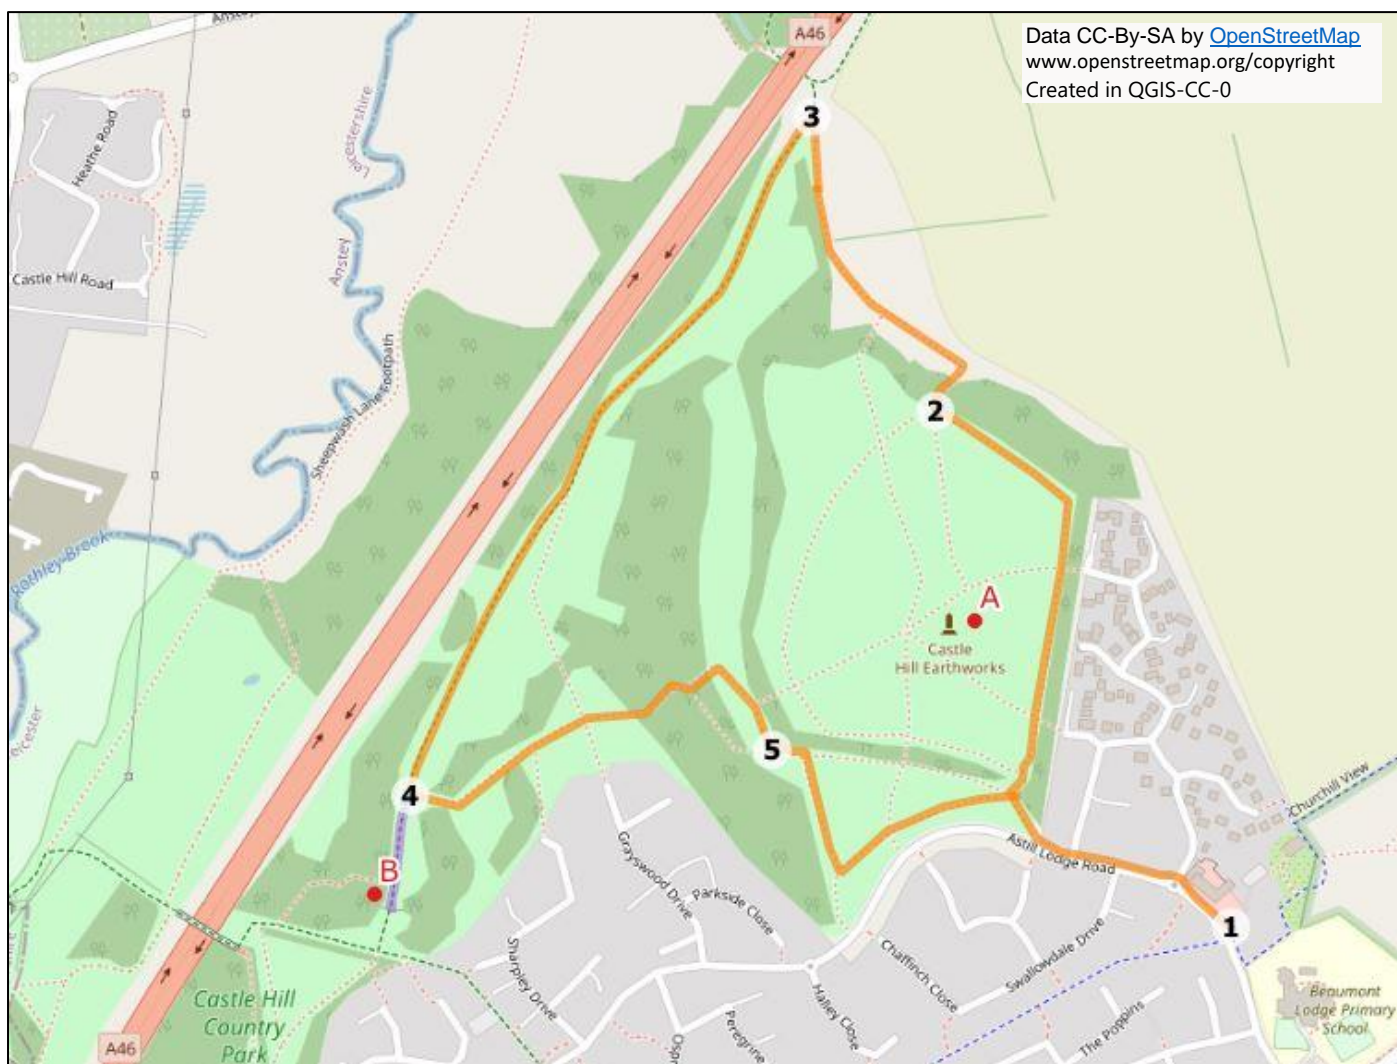 Anstey
A46
Data CC-By-SA by OpenStreetMap
www.openstreetmap.org/copyright
Created in QGIS-CC-0
3
Heathe Road
Leicestershire
Anstey
Castle Hill Road
Sheepwash Lane Footpath
2
Rothley Brook
A
Castle
Hill Earthworks
5
4
Churchill View
Astill Lodge Road
B
Grayswood Drive
Parkside Close
1
Sharpley Drive
Chaffinch Close
Swallowdale Drive
Halley Close
The Poppins
Peregrine
Castle Hill
Country
Park
Beaumont
Lodge Primary
School
A46